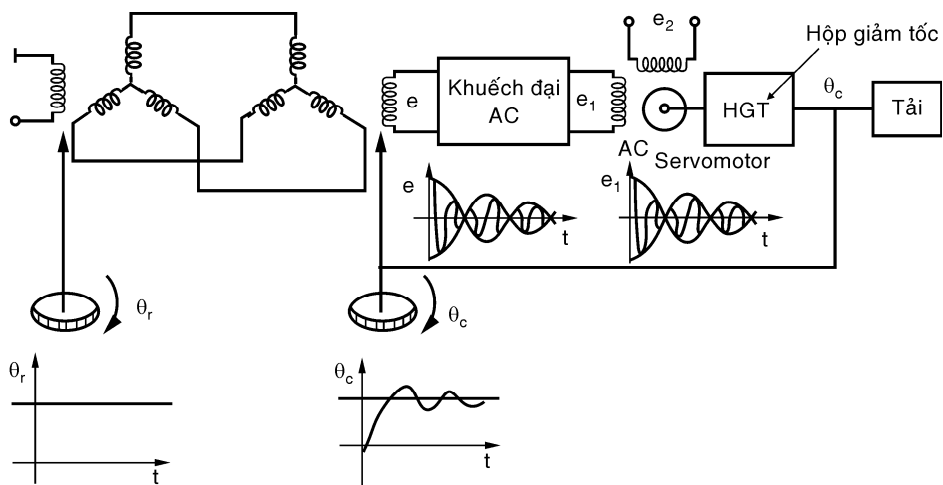 e₂
Hộp giảm tốc
e
Khuếch đại
AC
e₁
HGT
θc
Tải
AC Servomotor
e
t
e₁
t
θr
θc
θr
t
θc
t